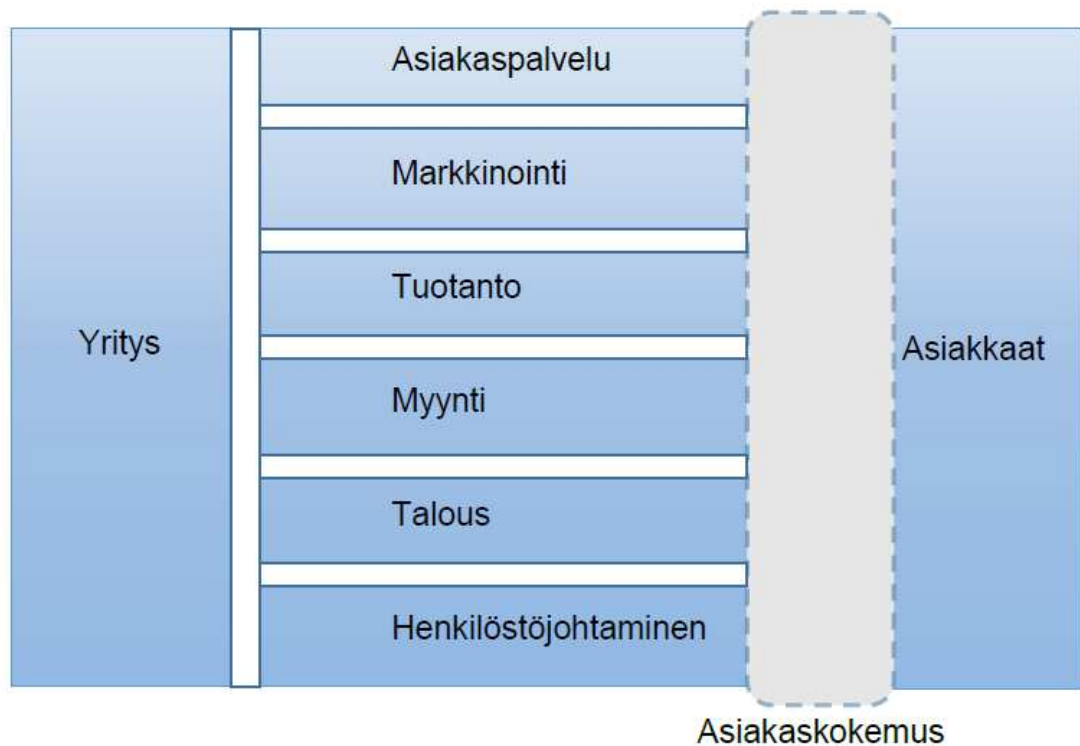 Asiakaspalvelu
Markkinointi
Tuotanto
Yritys
Asiakkaat
Myynti
Talous
Henkilöstöjohtaminen
Asiakaskokemus